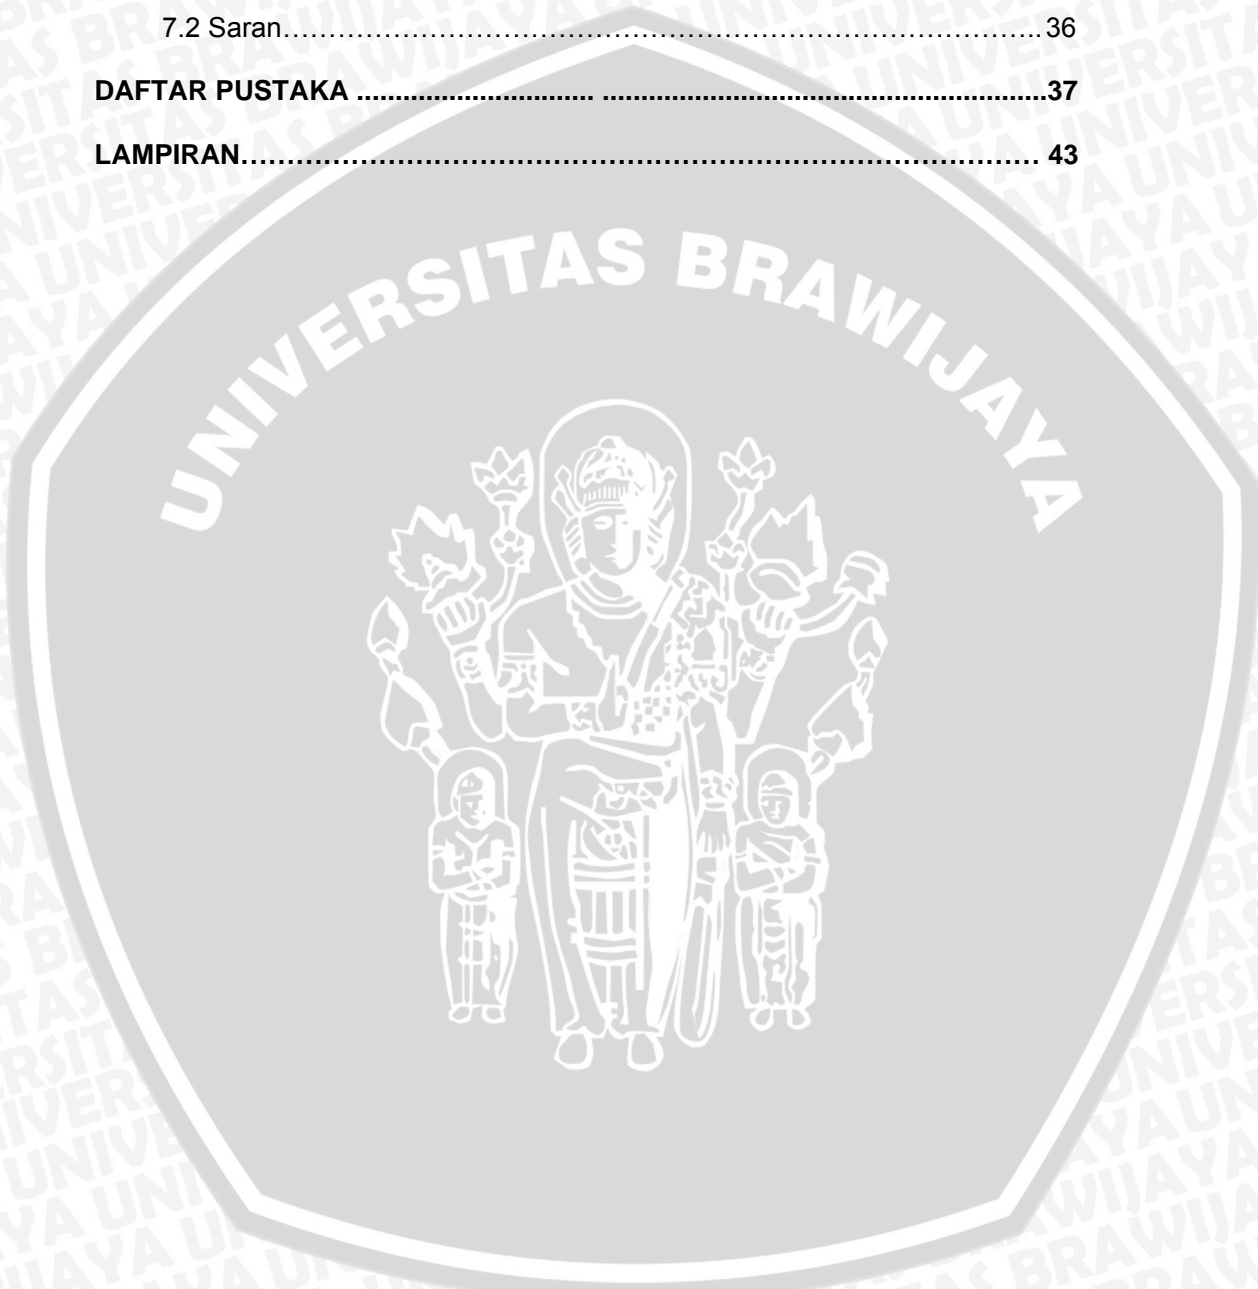 7.2 Saran……………………………………………………………………….. 36
DAFTAR PUSTAKA ............................... ..........................................................37
LAMPIRAN…………………………………………………………………………… 43
UNIVERSITAS BRAWIJAYA